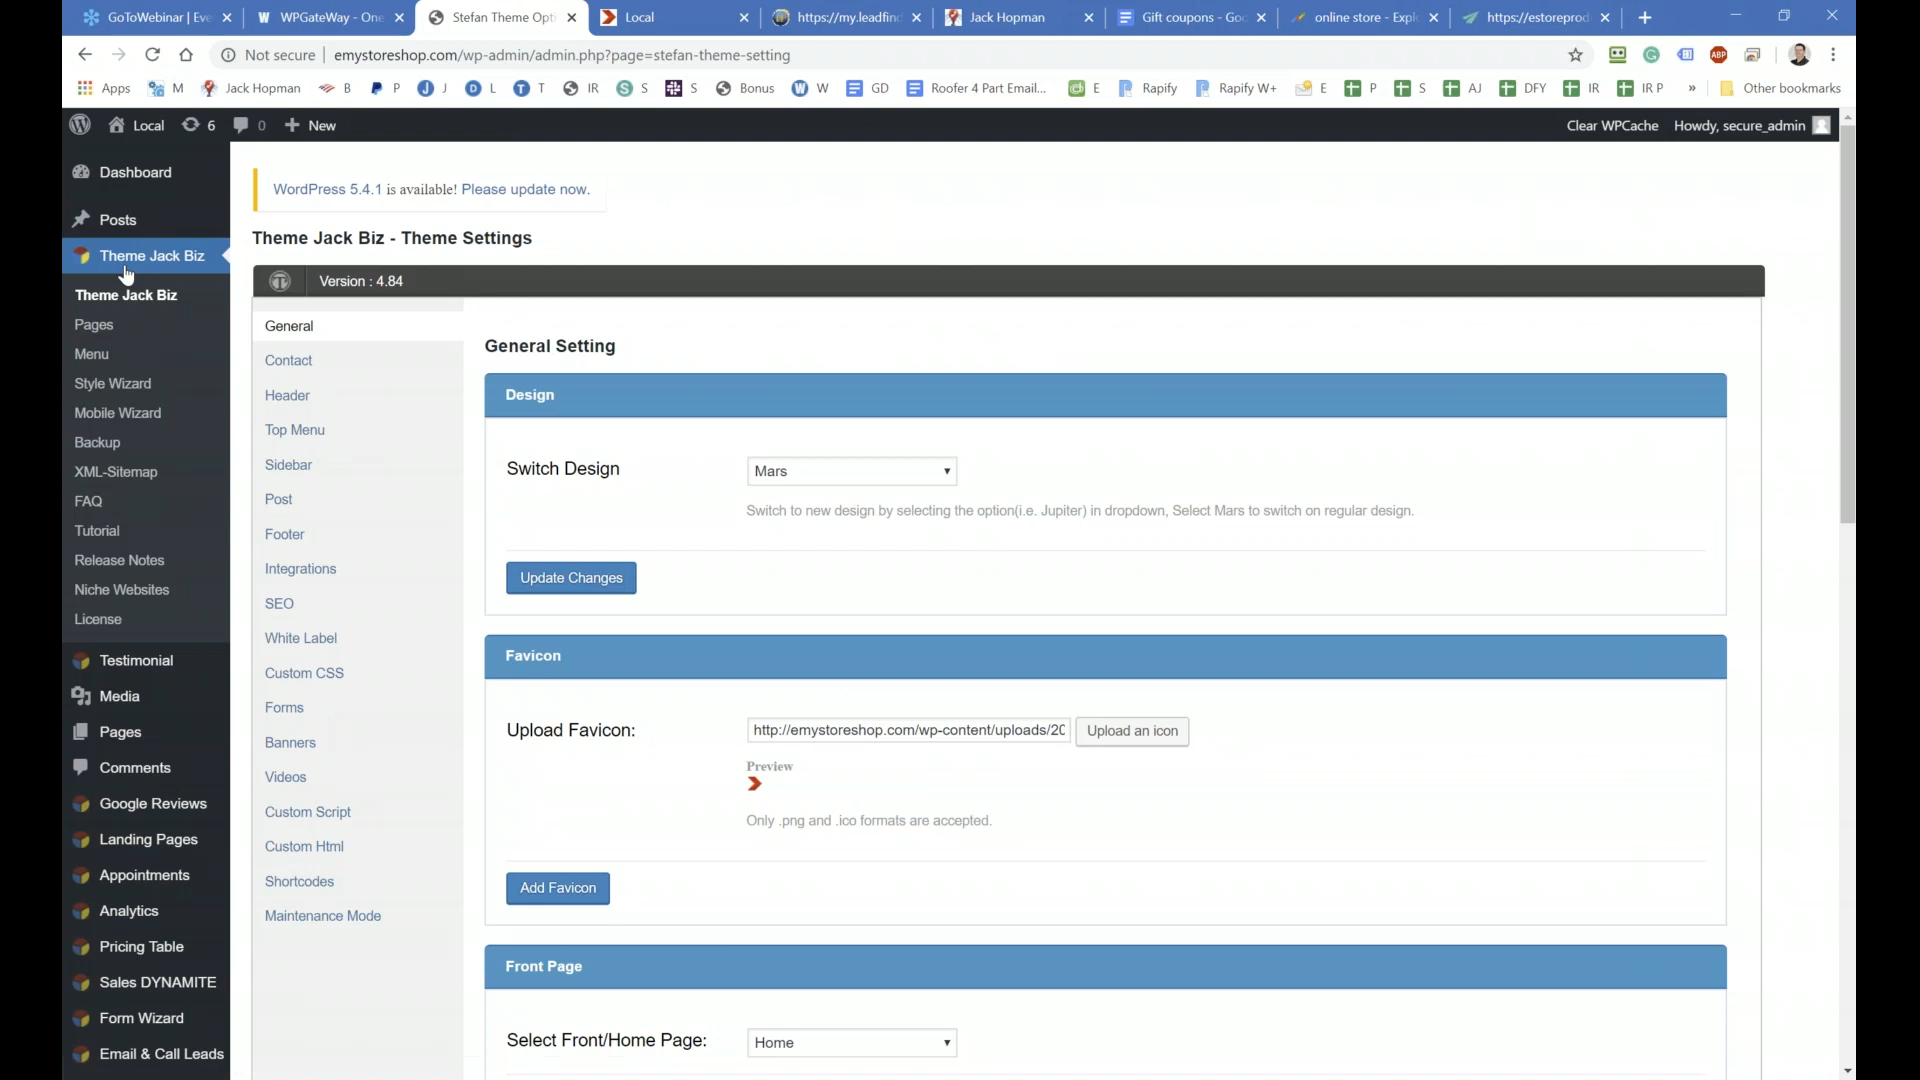 GoToWebinar | Eve
WPGateWay - One
Stefan Theme Opti
Local
https://my.leadfind
Jack Hopman
Gift coupons - Goo
online store - Explo
https://estoreprod
Not secure | emystoreshop.com/wp-admin/admin.php?page=stefan-theme-setting
ABP
Apps
M
Jack Hopman
B
P
J
L
T
IR
S
S
Bonus
W
GD
Roofer 4 Part Email...
E
Rapify
Rapify W+
E
P
S
AJ
DFY
IR
IR P
»
Other bookmarks
Local
6
0
New
Clear WPCache
Howdy, secure_admin
Dashboard
Posts
Theme Jack Biz
Theme Jack Biz
Pages
Menu
Style Wizard
Mobile Wizard
Backup
XML-Sitemap
FAQ
Tutorial
Release Notes
Niche Websites
License
Testimonial
Media
Pages
Comments
Google Reviews
Landing Pages
Appointments
Analytics
Pricing Table
Sales DYNAMITE
Form Wizard
Email & Call Leads
WordPress 5.4.1 is available! Please update now.
Theme Jack Biz - Theme Settings
Version : 4.84
General
Contact
Header
Top Menu
Sidebar
Post
Footer
Integrations
SEO
White Label
Custom CSS
Forms
Banners
Videos
Custom Script
Custom Html
Shortcodes
Maintenance Mode
General Setting
Design
Switch Design
Mars
Switch to new design by selecting the option(i.e. Jupiter) in dropdown, Select Mars to switch on regular design.
Update Changes
Favicon
Upload Favicon:
http://emystoreshop.com/wp-content/uploads/20
Upload an icon
Preview
Only .png and .ico formats are accepted.
Add Favicon
Front Page
Select Front/Home Page:
Home